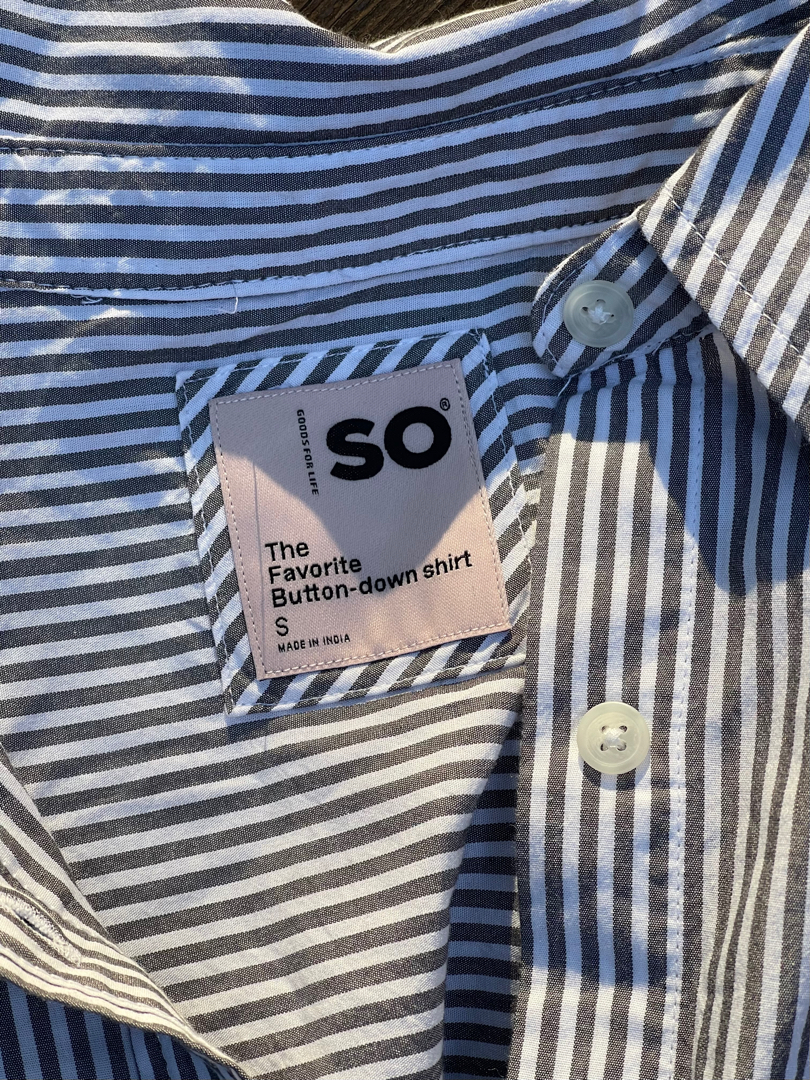 SO®
GOODS FOR LIFE
The
Favorite
Button-down shirt
S
MADE IN INDIA